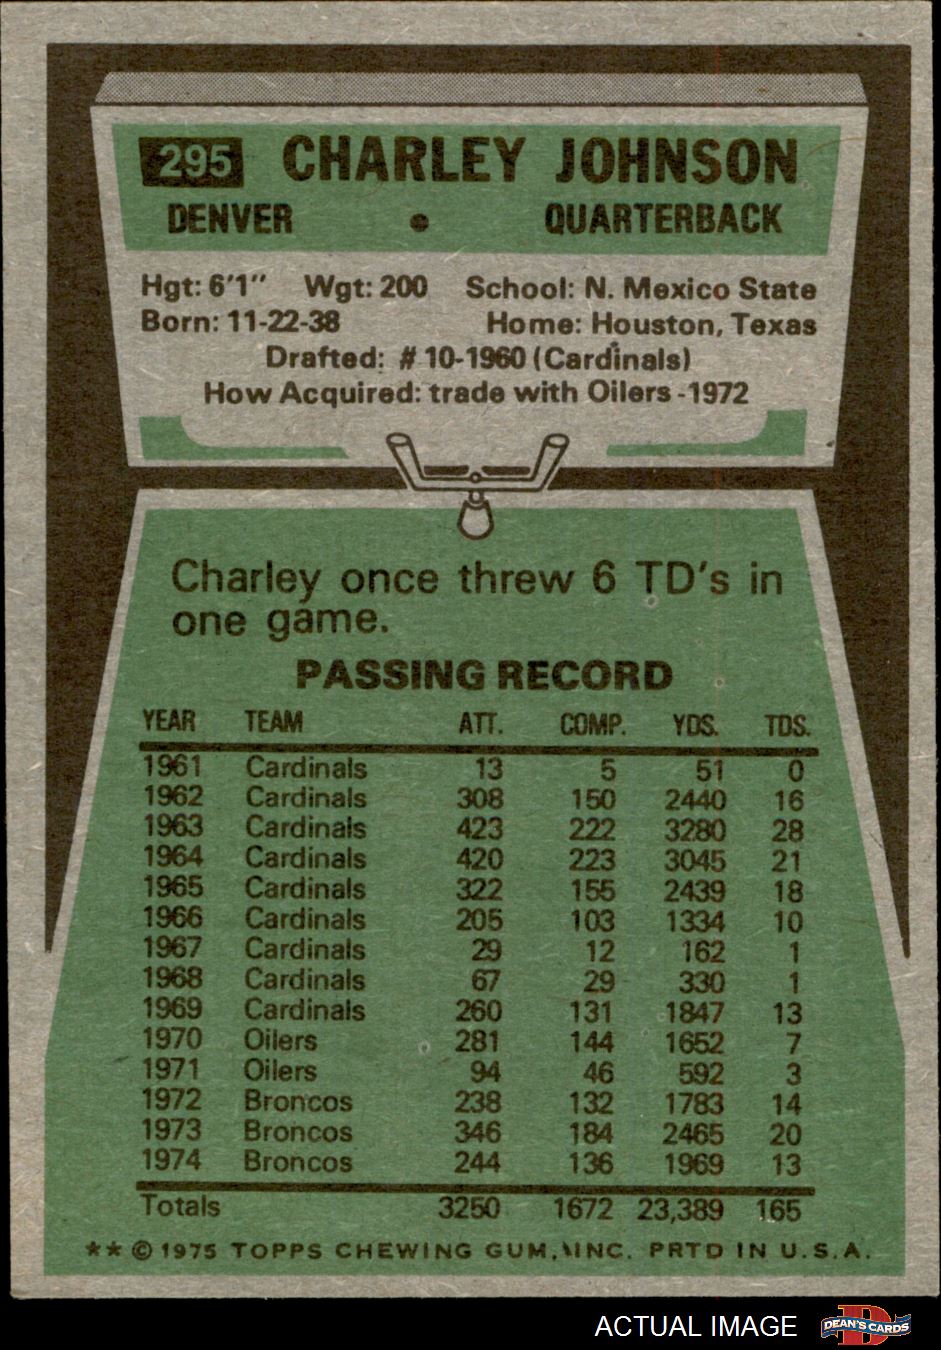 295 CHARLEY JOHNSON
DENVER • QUARTERBACK
Hgt: 6'1" Wgt: 200 School: N. Mexico State
Born: 11-22-38 Home: Houston, Texas
Drafted: # 10-1960 (Cardinals)
How Acquired: trade with Oilers - 1972
Charley once threw 6 TD's in
one game.
PASSING RECORD
YEAR TEAM ATT. COMP. YDS. TDS.
1961 Cardinals 13 5 51 0
1962 Cardinals 308 150 2440 16
1963 Cardinals 423 222 3280 28
1964 Cardinals 420 223 3045 21
1965 Cardinals 322 155 2439 18
1966 Cardinals 205 103 1334 10
1967 Cardinals 29 12 162 1
1968 Cardinals 67 29 330 1
1969 Cardinals 260 131 1847 13
1970 Oilers 281 144 1652 7
1971 Oilers 94 46 592 3
1972 Broncos 238 132 1783 14
1973 Broncos 346 184 2465 20
1974 Broncos 244 136 1969 13
Totals 3250 1672 23,389 165
** © 1975 TOPPS CHEWING GUM, INC. PRTD IN U.S.A.
ACTUAL IMAGE D DEAN'S CARDS